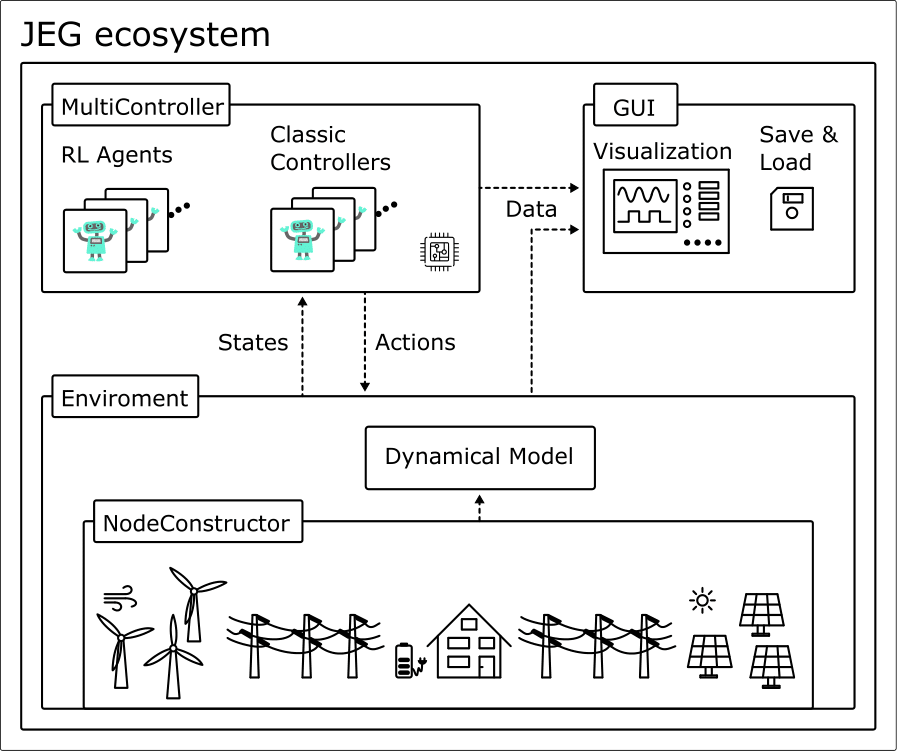 JEG ecosystem
MultiController
RL Agents
Classic
Controllers
GUI
Visualization
Save &
Load
Data
States
Actions
Enviroment
Dynamical Model
NodeConstructor